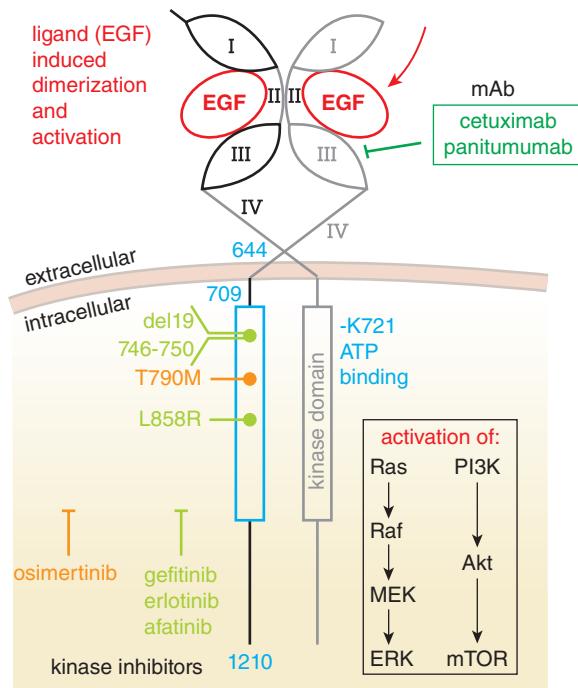 ligand (EGF)
induced
dimerization
and
activation
I
I
EGF
II
II
EGF
III
III
IV
IV
mAb
cetuximab
panitumumab
644
extracellular
intracellular
709
del19
746-750
T790M
L858R
-K721
ATP
binding
kinase domain
activation of:
Ras
PI3K
Raf
Akt
MEK
ERK
mTOR
osimertinib
gefitinib
erlotinib
afatinib
kinase inhibitors
1210